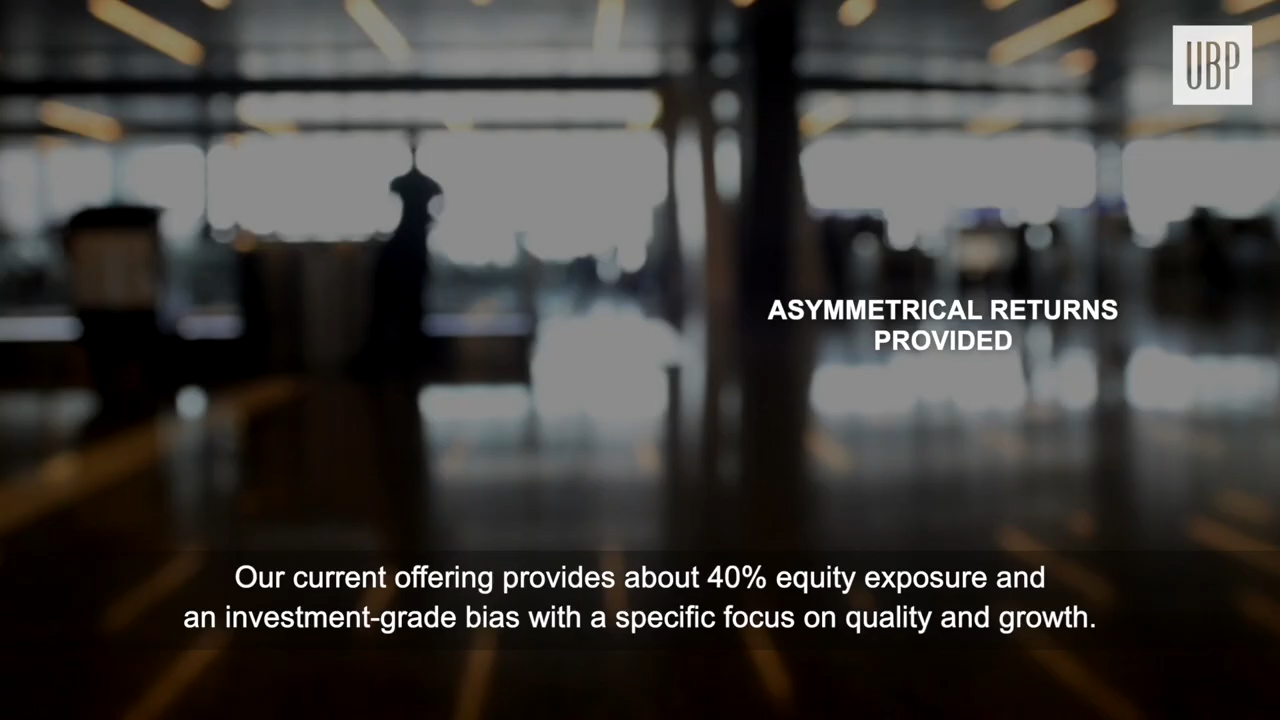 UBP
ASYMMETRICAL RETURNS
PROVIDED
Our current offering provides about 40% equity exposure and
an investment-grade bias with a specific focus on quality and growth.